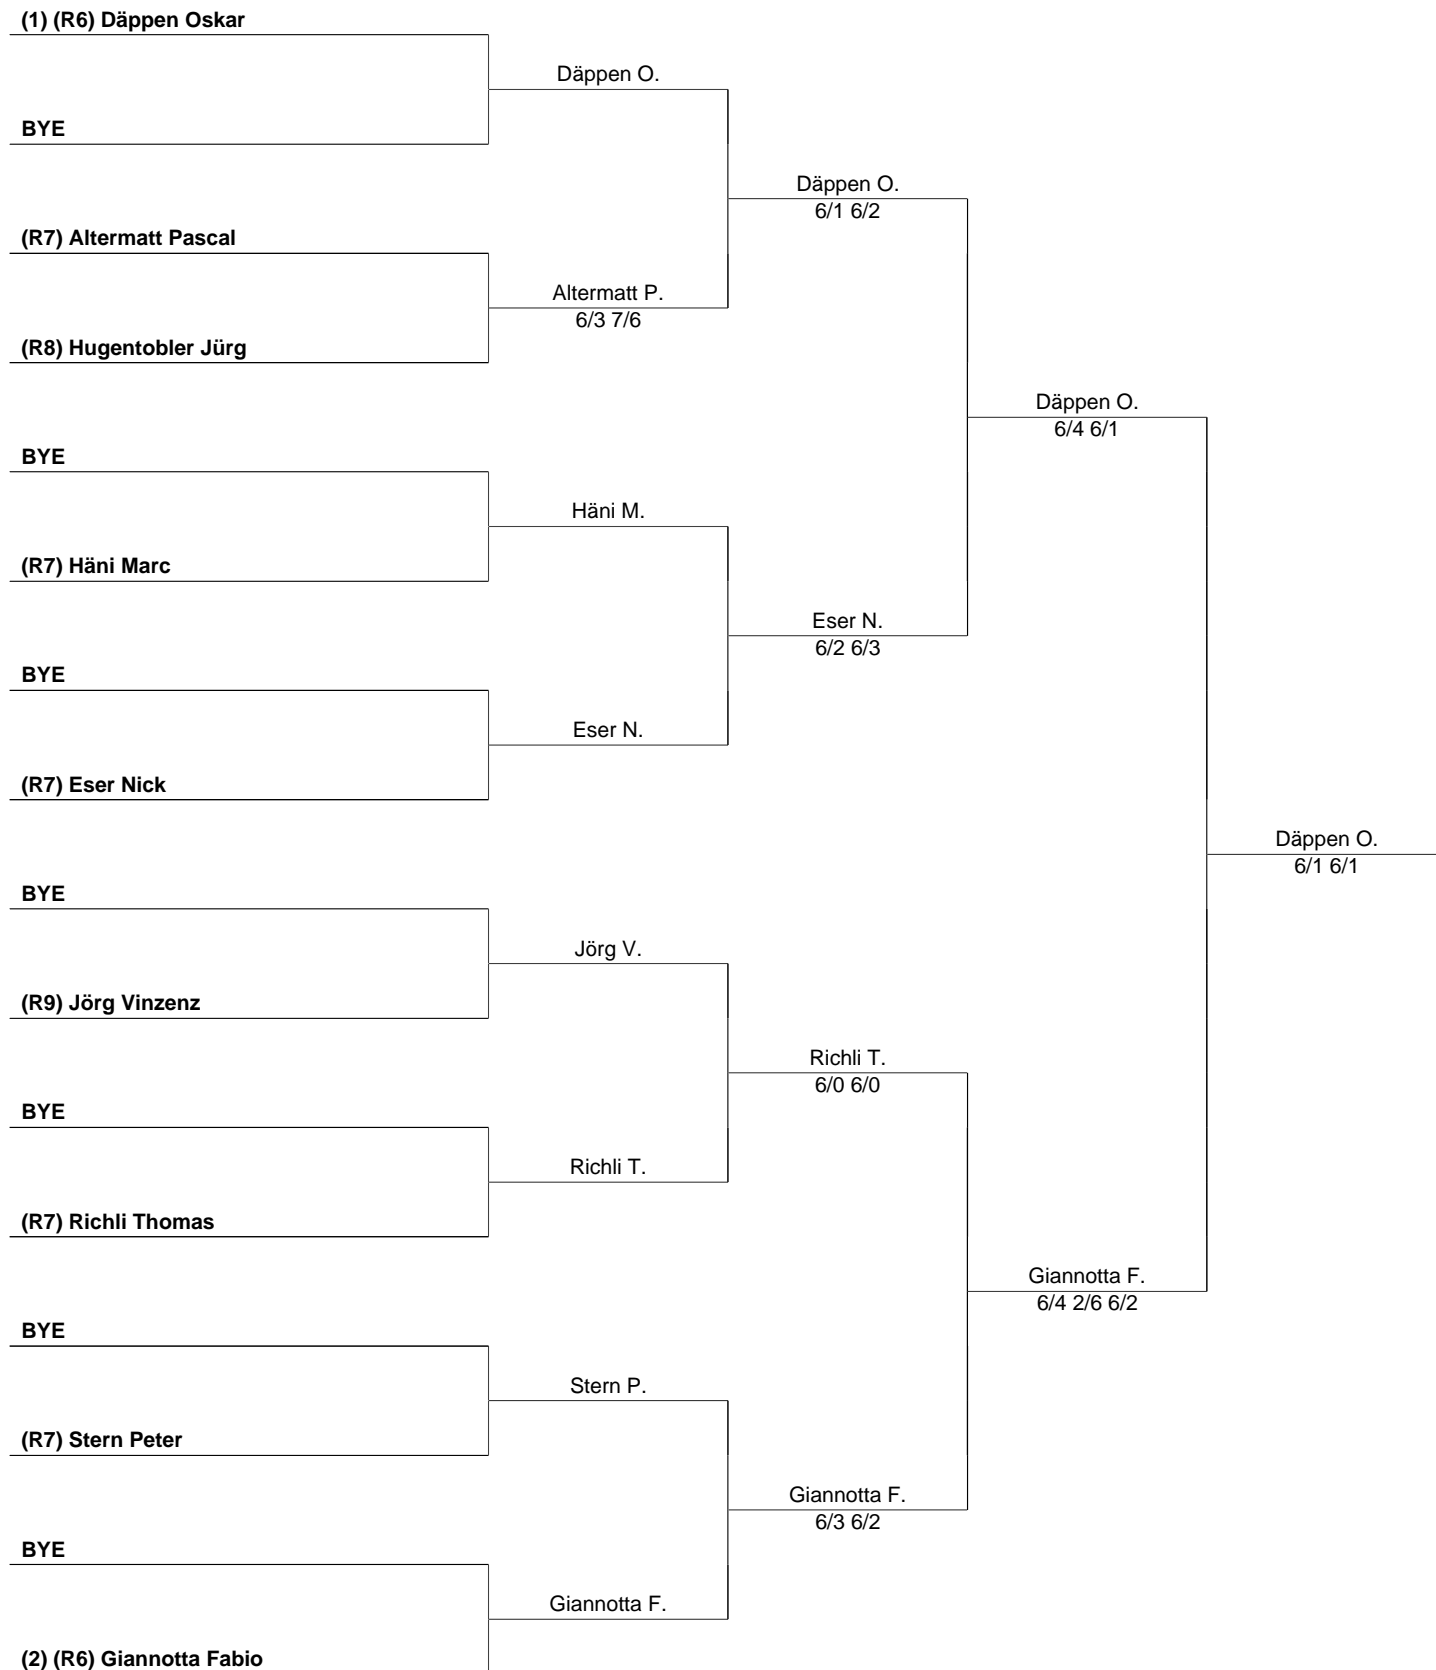 (1) (R6) Däppen Oskar
Däppen O.
BYE
Däppen O.
6/1 6/2
(R7) Altermatt Pascal
Altermatt P.
6/3 7/6
(R8) Hugentobler Jürg
Däppen O.
6/4 6/1
BYE
Häni M.
(R7) Häni Marc
Eser N.
6/2 6/3
BYE
Eser N.
(R7) Eser Nick
Däppen O.
6/1 6/1
BYE
Jörg V.
(R9) Jörg Vinzenz
Richli T.
6/0 6/0
BYE
Richli T.
(R7) Richli Thomas
Giannotta F.
6/4 2/6 6/2
BYE
Stern P.
(R7) Stern Peter
Giannotta F.
6/3 6/2
BYE
Giannotta F.
(2) (R6) Giannotta Fabio